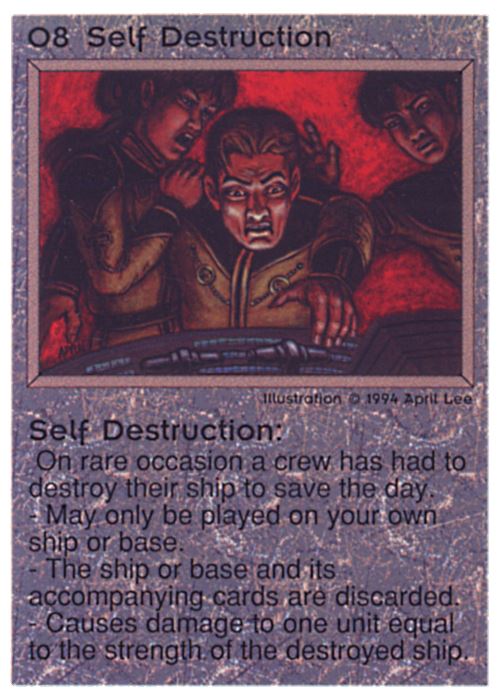 O8 Self Destruction
Illustration © 1994 April Lee
Self Destruction:
On rare occasion a crew has had to
destroy their ship to save the day.
- May only be played on your own
ship or base.
- The ship or base and its
accompanying cards are discarded.
- Causes damage to one unit equal
to the strength of the destroyed ship.